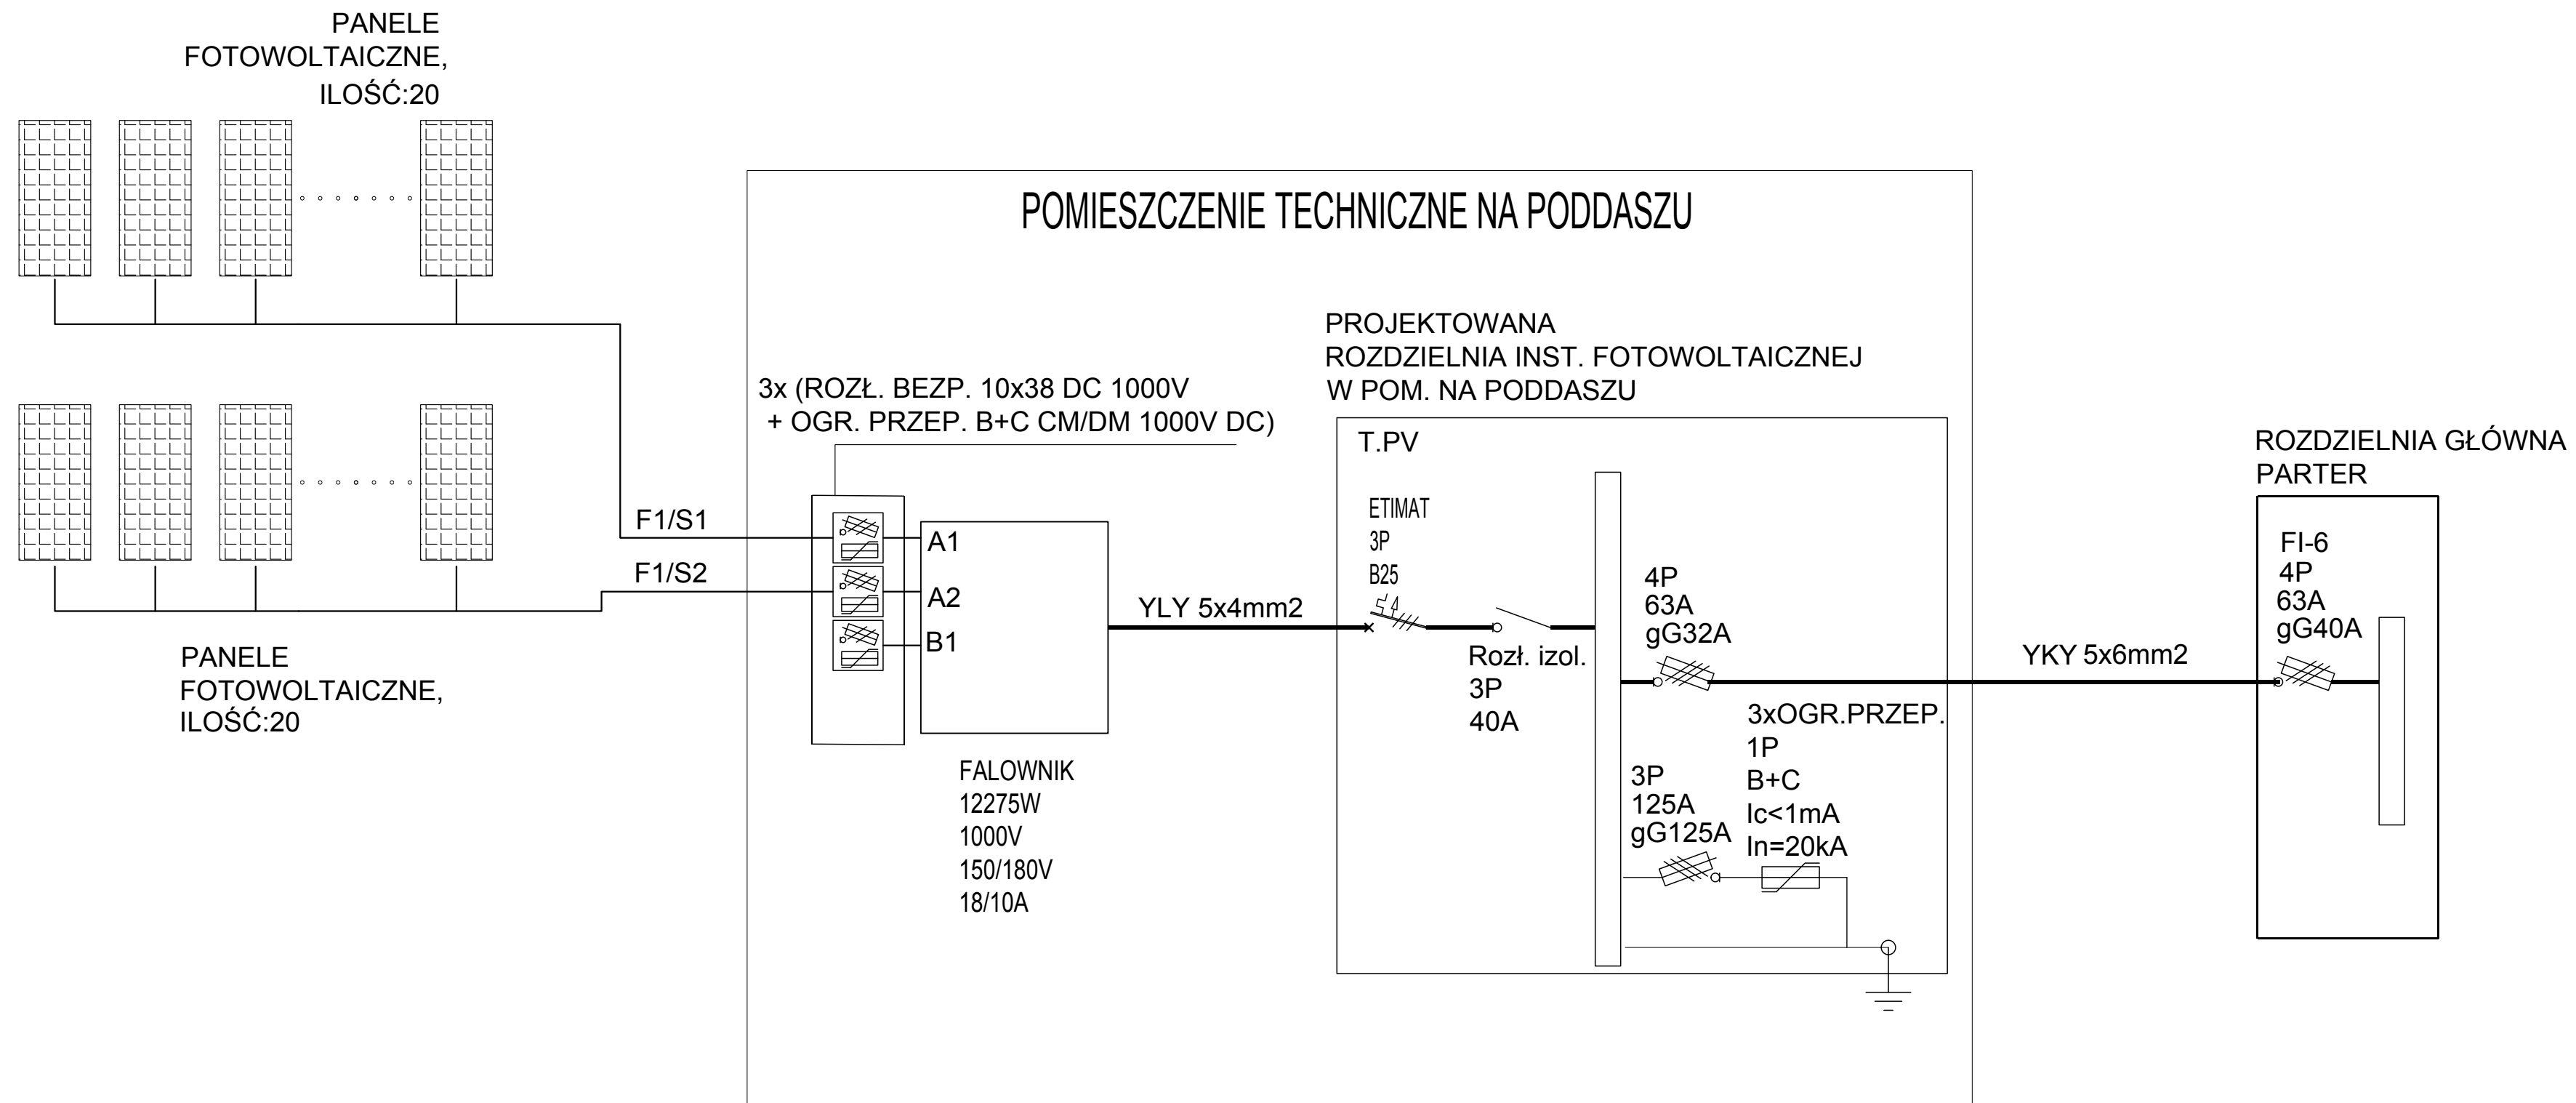 PANELE
FOTOWOLTAICZNE,
ILOŚĆ:20
POMIESZCZENIE TECHNICZNE NA PODDASZU
PROJEKTOWANA
ROZDZIELNIA INST. FOTOWOLTAICZNEJ
W POM. NA PODDASZU
3x (ROZŁ. BEZP. 10x38 DC 1000V
+ OGR. PRZEP. B+C CM/DM 1000V DC)
T.PV
ROZDZIELNIA GŁÓWNA
PARTER
F1/S1
F1/S2
A1
A2
B1
YLY 5x4mm2
ETIMAT
3P
B25
Rozł. izol.
3P
40A
4P
63A
gG32A
YKY 5x6mm2
FI-6
4P
63A
gG40A
PANELE
FOTOWOLTAICZNE,
ILOŚĆ:20
FALOWNIK
12275W
1000V
150/180V
18/10A
3P
125A
gG125A
3xOGR.PRZEP.
1P
B+C
Ic<1mA
In=20kA